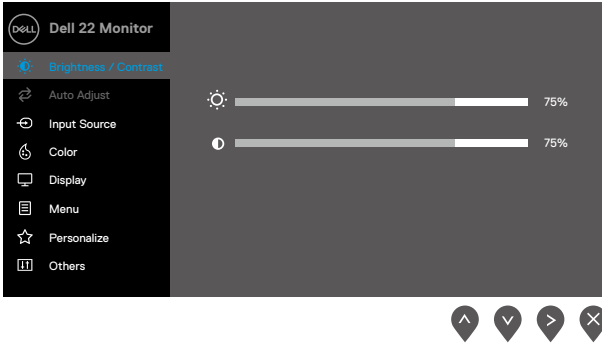 DELL Dell 22 Monitor
Brightness / Contrast
Auto Adjust
75%
Input Source
Color
75%
Display
Menu
Personalize
Others